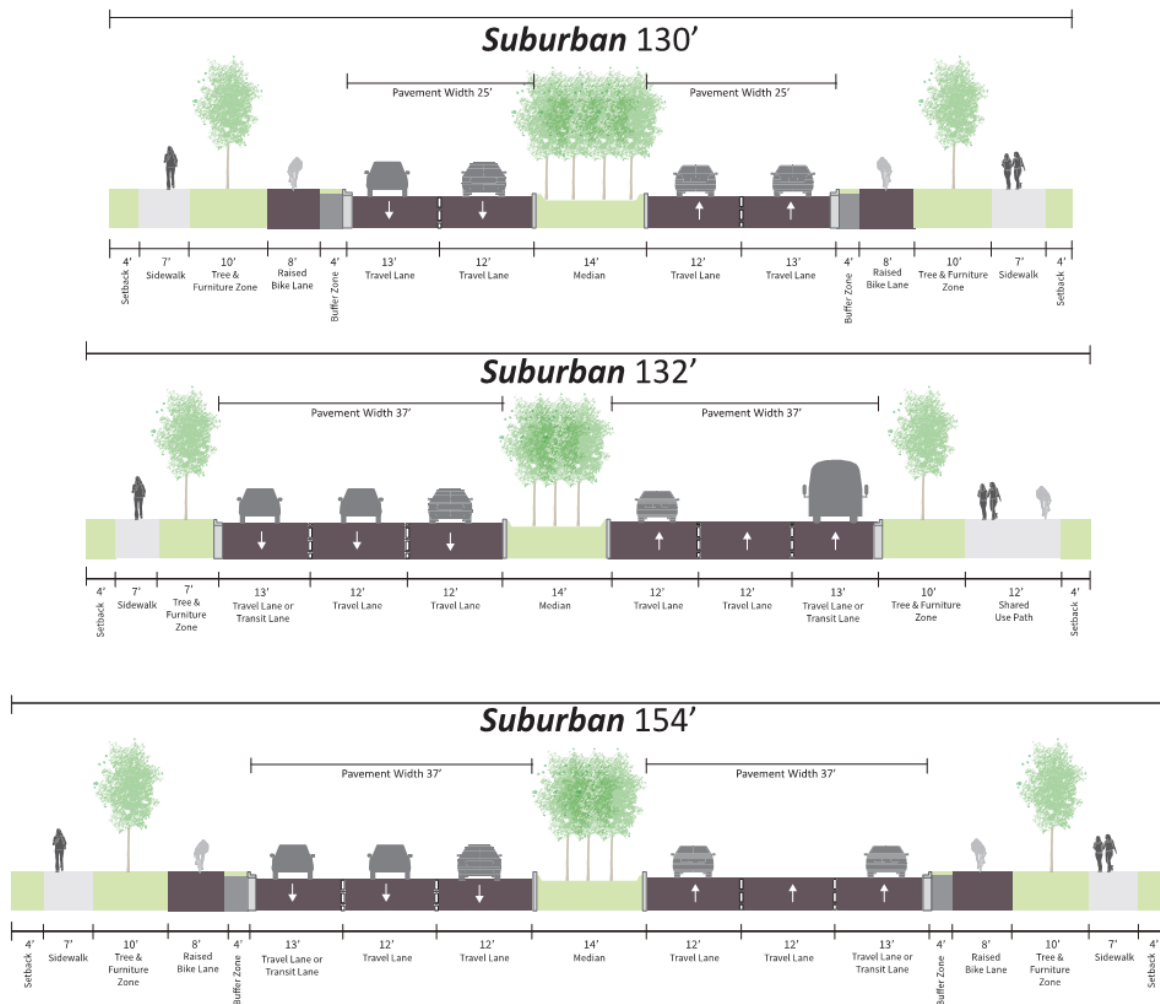 Suburban 130’
Pavement Width 25’
Pavement Width 25’
4’ 7’ 10’ 8’ 4’ 13’ 12’ 14’ 12’ 13’ 4’ 8’ 10’ 7’ 4’
Setback
Sidewalk
Tree &
Furniture Zone
Raised
Bike Lane
Buffer Zone
Travel Lane
Travel Lane
Median
Travel Lane
Travel Lane
Buffer Zone
Raised
Bike Lane
Tree & Furniture
Zone
Sidewalk
Setback
Suburban 132’
Pavement Width 37’
Pavement Width 37’
4’ 7’ 7’ 13’ 12’ 12’ 14’ 12’ 12’ 13’ 10’ 12’ 4’
Setback
Sidewalk
Tree &
Furniture
Zone
Travel Lane or
Transit Lane
Travel Lane
Travel Lane
Median
Travel Lane
Travel Lane
Travel Lane or
Transit Lane
Tree & Furniture
Zone
Shared
Use Path
Setback
Suburban 154’
Pavement Width 37’
Pavement Width 37’
4’ 7’ 10’ 8’ 4’ 13’ 12’ 12’ 14’ 12’ 12’ 13’ 4’ 8’ 10’ 7’ 4’
Setback
Sidewalk
Tree &
Furniture
Zone
Raised
Bike Lane
Buffer Zone
Travel Lane or
Transit Lane
Travel Lane
Travel Lane
Median
Travel Lane
Travel Lane
Travel Lane or
Transit Lane
Buffer Zone
Raised
Bike Lane
Tree &
Furniture
Zone
Sidewalk
Setback